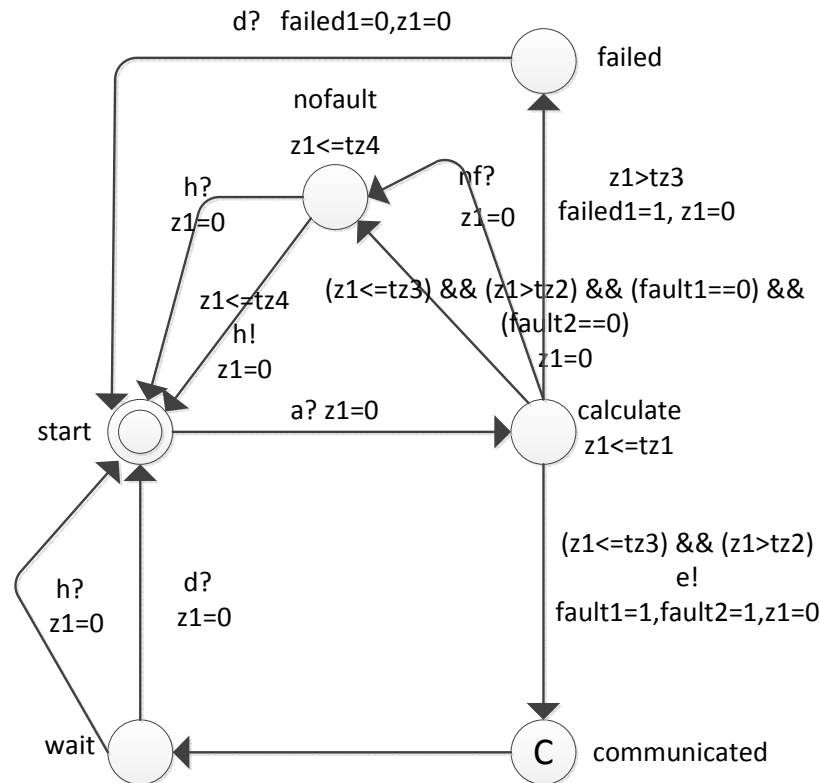 d? failed1=0,z1=0
failed
nofault
z1<=tz4
h?
z1=0
nf?
z1=0
z1>tz3
failed1=1, z1=0
z1<=tz4
h!
z1=0
(z1<=tz3) && (z1>tz2) && (fault1==0) &&
(fault2==0)
z1=0
start
a? z1=0
calculate
z1<=tz1
(z1<=tz3) && (z1>tz2)
e!
fault1=1,fault2=1,z1=0
h?
z1=0
d?
z1=0
wait
C
communicated